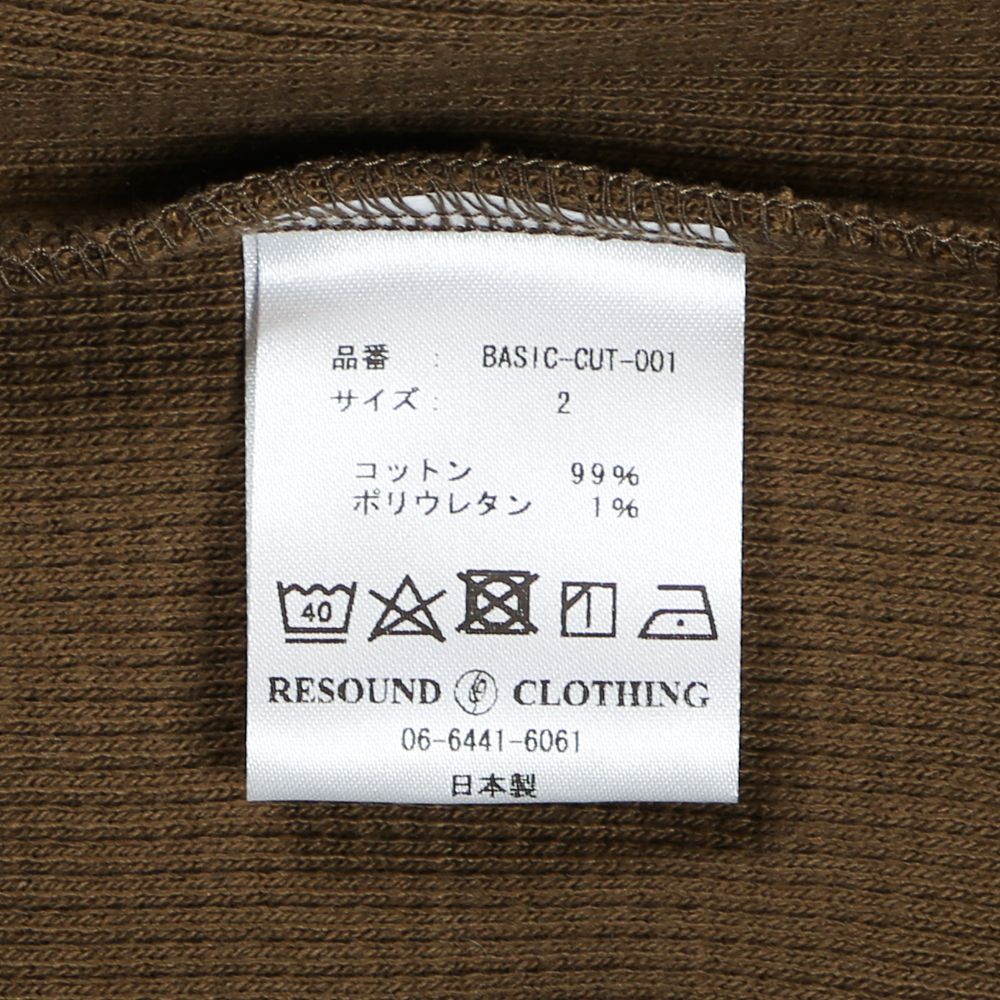 品番 : BASIC-CUT-001
サイズ : 2
コットン 99%
ポリウレタン 1%
40
RESOUND CLOTHING
06-6441-6061
日本製